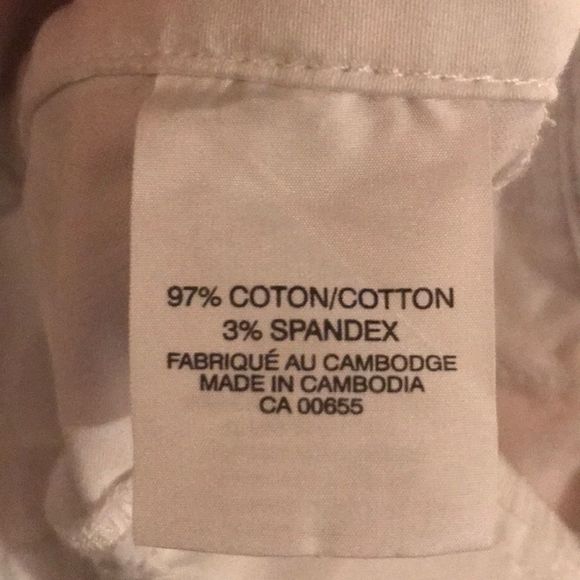 97% COTON/COTTON
3% SPANDEX
FABRIQUÉ AU CAMBODGE
MADE IN CAMBODIA
CA 00655